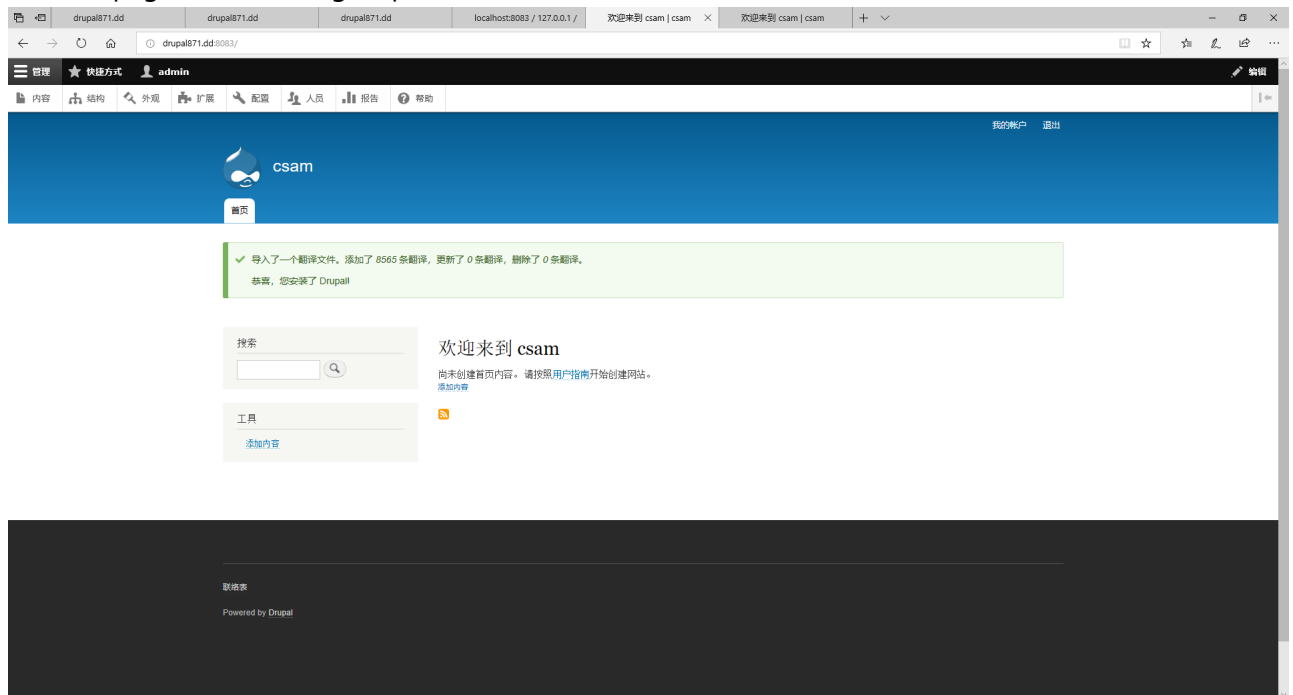 drupal871.dd drupal871.dd drupal871.dd localhost:8083 / 127.0.0.1 / 欢迎来到 csam | csam 欢迎来到 csam | csam
drupal871.dd:8083/
管理 快捷方式 admin 编辑
内容 结构 外观 扩展 配置 人员 报告 帮助
我的帐户 退出
csam
首页
导入了一个翻译文件。添加了 8565 条翻译，更新了 0 条翻译，删除了 0 条翻译。
恭喜，您安装了 Drupal!
搜索
欢迎来到 csam
尚未创建首页内容。请按照用户指南开始创建网站。
添加内容
工具
添加内容
联络表
Powered by Drupal